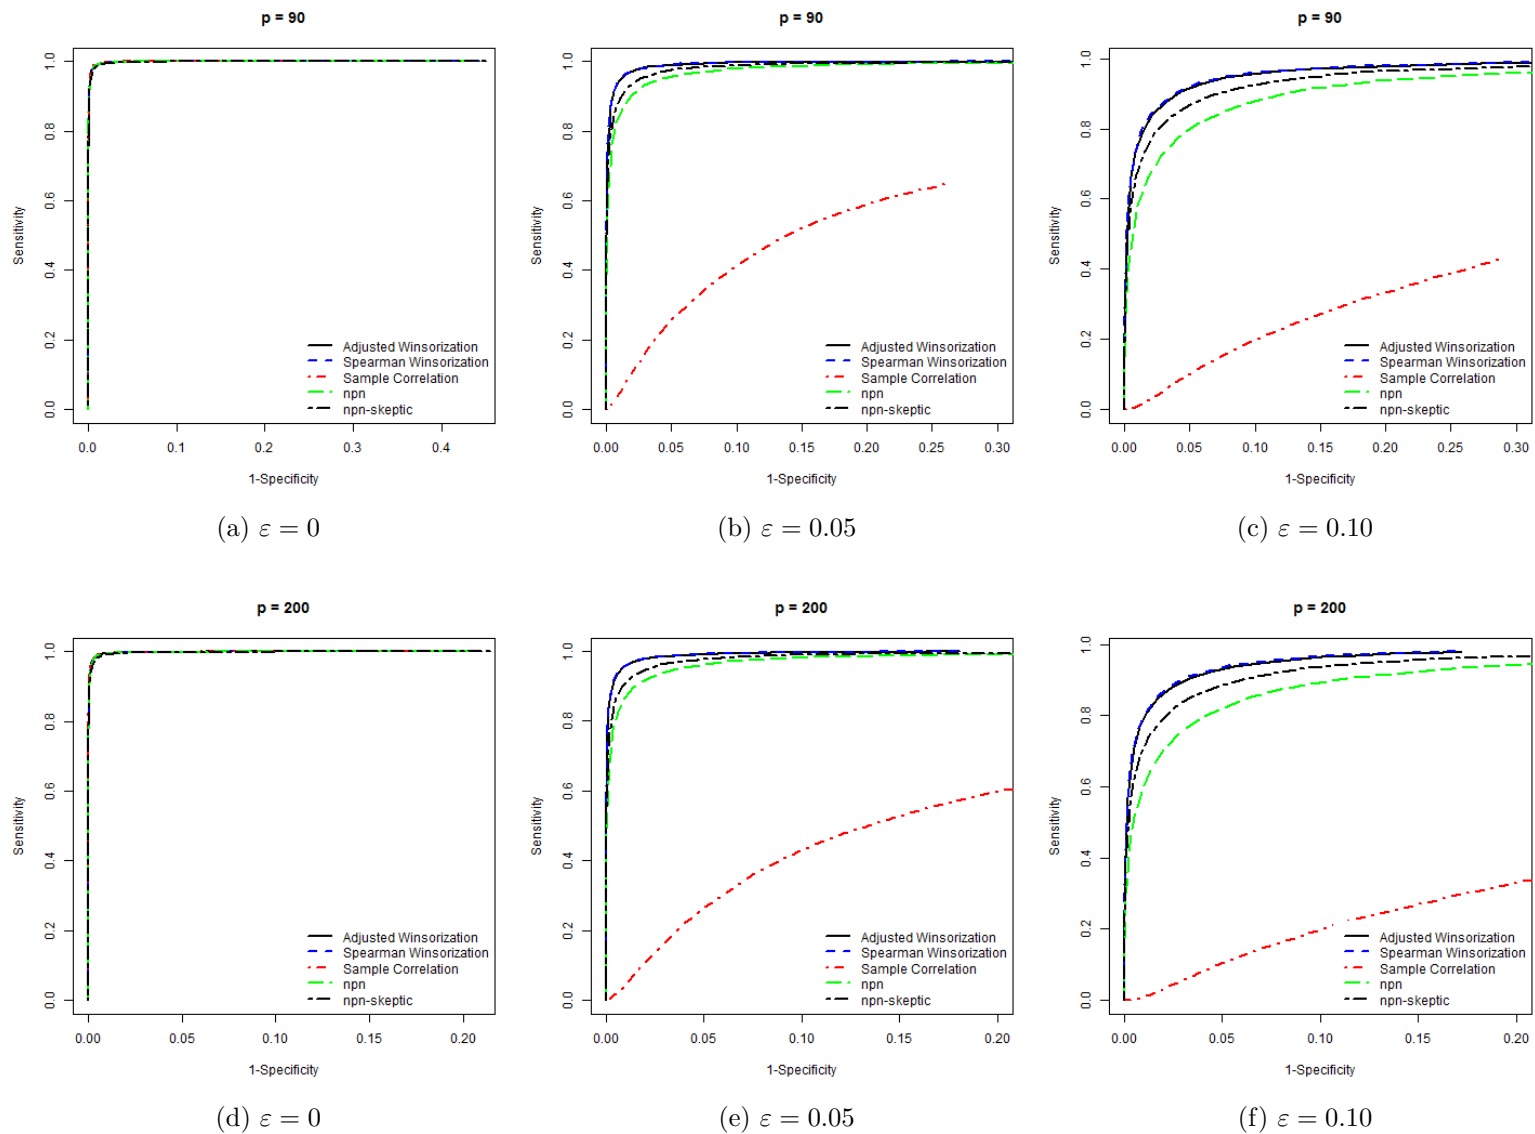 p = 90
Sensitivity
1.0
0.8
0.6
0.4
0.2
0.0
Adjusted Winsorization
Spearman Winsorization
Sample Correlation
npn
npn-skeptic
0.0 0.1 0.2 0.3 0.4
1-Specificity
(a) ε = 0
p = 90
Sensitivity
1.0
0.8
0.6
0.4
0.2
0.0
Adjusted Winsorization
Spearman Winsorization
Sample Correlation
npn
npn-skeptic
0.00 0.05 0.10 0.15 0.20 0.25 0.30
1-Specificity
(b) ε = 0.05
p = 90
Sensitivity
1.0
0.8
0.6
0.4
0.2
0.0
Adjusted Winsorization
Spearman Winsorization
Sample Correlation
npn
npn-skeptic
0.00 0.05 0.10 0.15 0.20 0.25 0.30
1-Specificity
(c) ε = 0.10
p = 200
Sensitivity
1.0
0.8
0.6
0.4
0.2
0.0
Adjusted Winsorization
Spearman Winsorization
Sample Correlation
npn
npn-skeptic
0.00 0.05 0.10 0.15 0.20
1-Specificity
(d) ε = 0
p = 200
Sensitivity
1.0
0.8
0.6
0.4
0.2
0.0
Adjusted Winsorization
Spearman Winsorization
Sample Correlation
npn
npn-skeptic
0.00 0.05 0.10 0.15 0.20
1-Specificity
(e) ε = 0.05
p = 200
Sensitivity
1.0
0.8
0.6
0.4
0.2
0.0
Adjusted Winsorization
Spearman Winsorization
Sample Correlation
npn
npn-skeptic
0.00 0.05 0.10 0.15 0.20
1-Specificity
(f) ε = 0.10